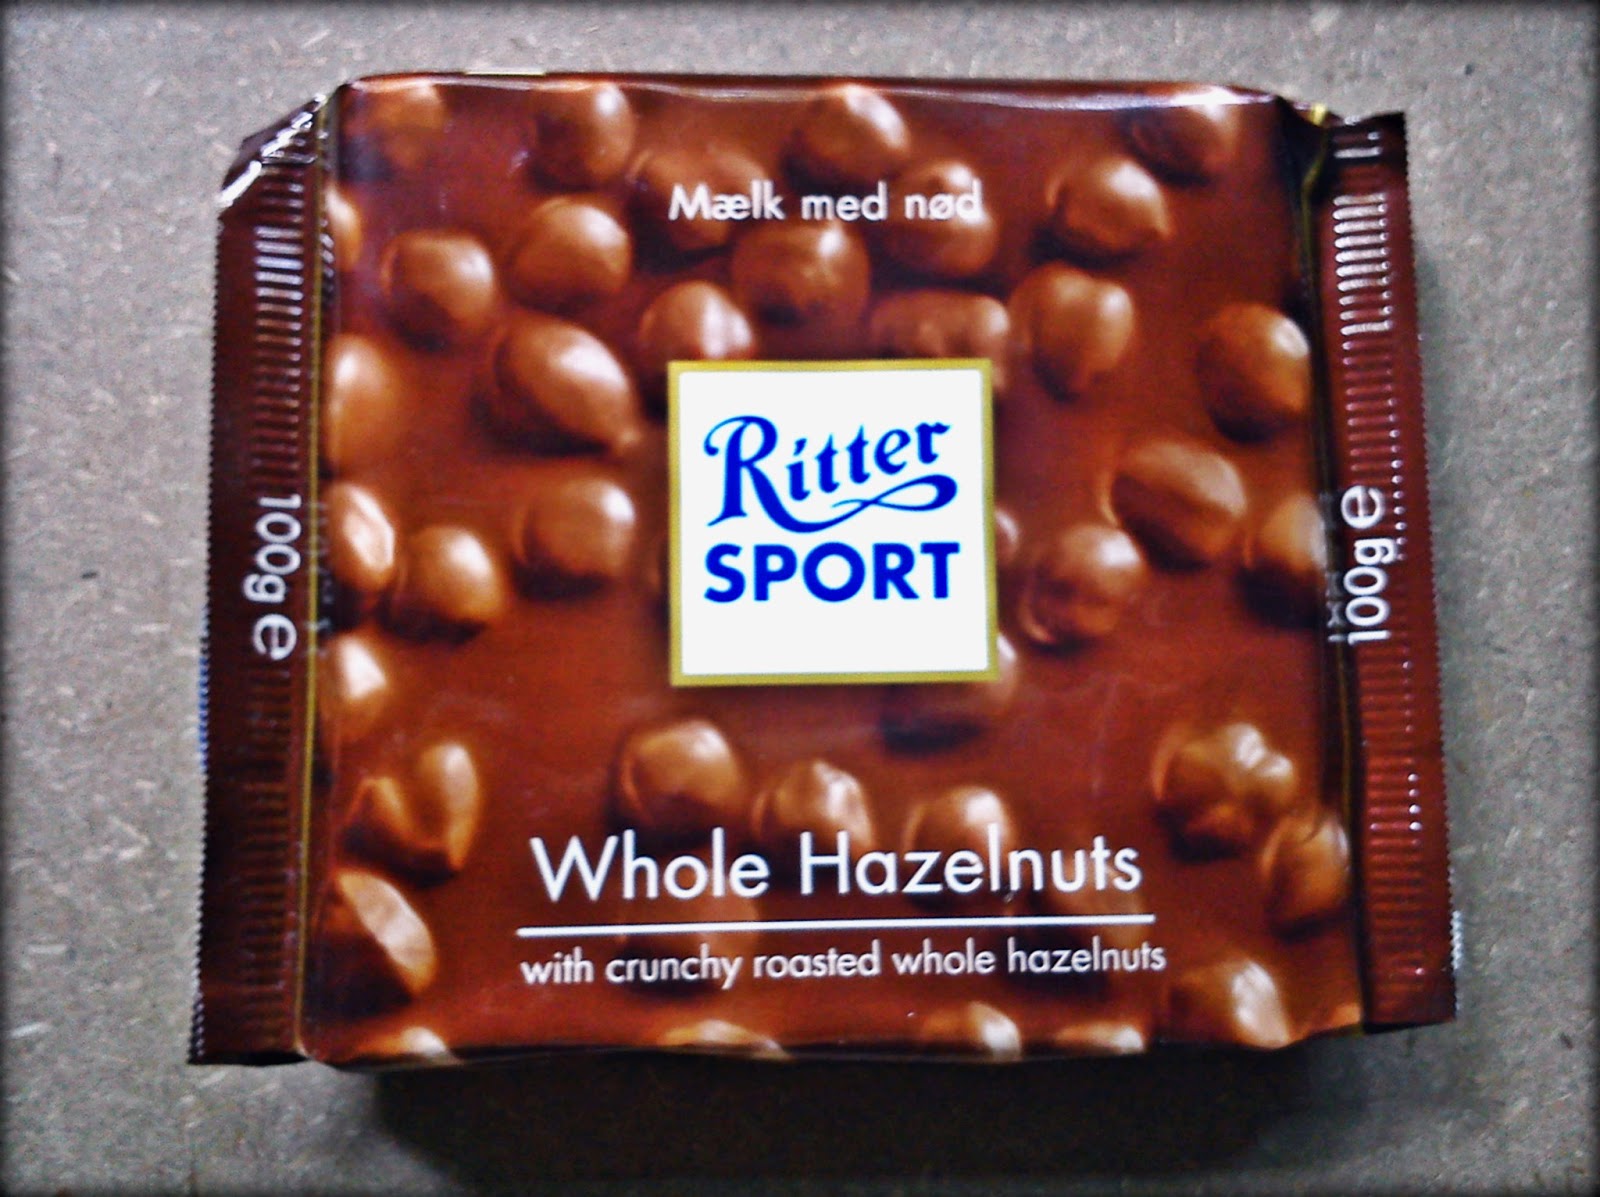 Mælk med nød
Ritter
SPORT
Whole Hazelnuts
with crunchy roasted whole hazelnuts
100g e
100g e